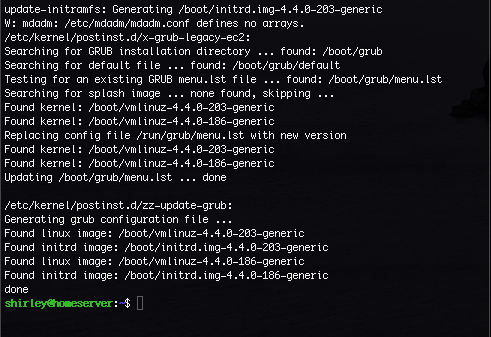 update-initramfs: Generating /boot/initrd.img-4.4.0-203-generic
W: mdadm: /etc/mdadm/mdadm.conf defines no arrays.
/etc/kernel/postinst.d/x-grub-legacy-ec2:
Searching for GRUB installation directory ... found: /boot/grub
Searching for default file ... found: /boot/grub/default
Testing for an existing GRUB menu.lst file ... found: /boot/grub/menu.lst
Searching for splash image ... none found, skipping ...
Found kernel: /boot/vmlinuz-4.4.0-203-generic
Found kernel: /boot/vmlinuz-4.4.0-186-generic
Replacing config file /run/grub/menu.lst with new version
Found kernel: /boot/vmlinuz-4.4.0-203-generic
Found kernel: /boot/vmlinuz-4.4.0-186-generic
Updating /boot/grub/menu.lst ... done
/etc/kernel/postinst.d/zz-update-grub:
Generating grub configuration file ...
Found linux image: /boot/vmlinuz-4.4.0-203-generic
Found initrd image: /boot/initrd.img-4.4.0-203-generic
Found linux image: /boot/vmlinuz-4.4.0-186-generic
Found initrd image: /boot/initrd.img-4.4.0-186-generic
done
shirley@homeserver:~$